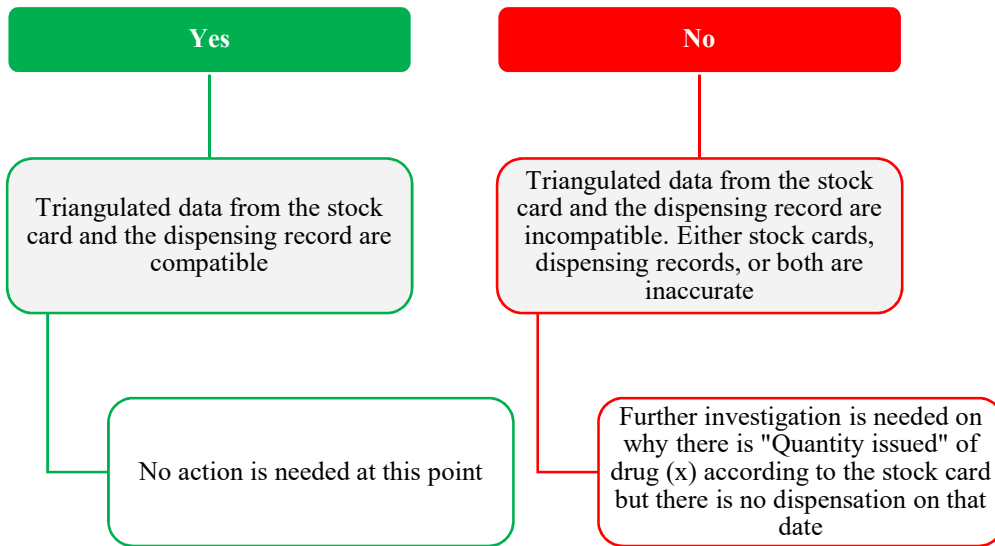 Yes
No
Triangulated data from the stock
card and the dispensing record are
compatible
Triangulated data from the stock
card and the dispensing record are
incompatible. Either stock cards,
dispensing records, or both are
inaccurate
No action is needed at this point
Further investigation is needed on
why there is "Quantity issued" of
drug (x) according to the stock card
but there is no dispensation on that
date